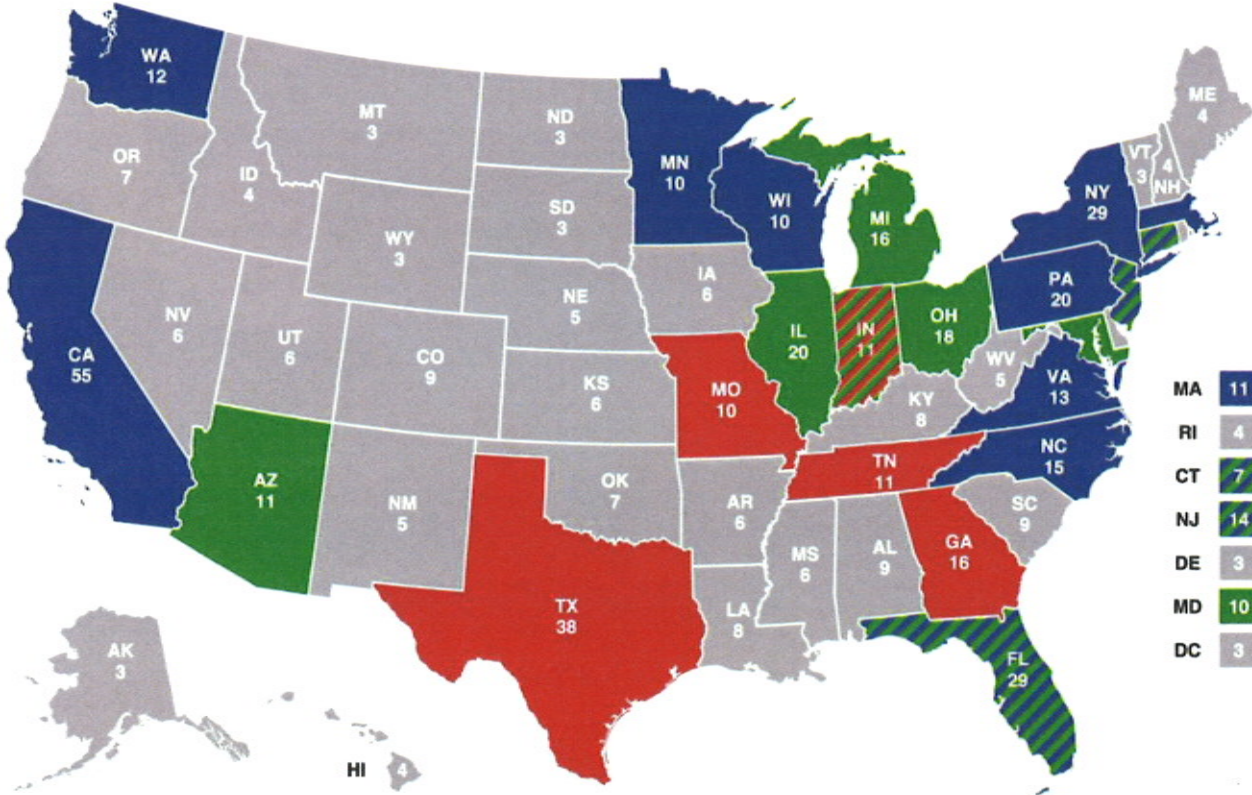 WA
12
MT
3
ND
3
MN
10
ME
4
VT
3
4
NH
OR
7
ID
4
SD
3
WI
10
MI
16
NY
29
WY
3
IA
6
PA
20
NV
6
UT
6
NE
5
IL
20
IN
11
OH
18
CA
55
CO
9
KS
6
MO
10
KY
8
WV
5
VA
13
MA 11
RI 4
CT 7
NJ 14
DE 3
MD 10
DC 3
AZ
11
NM
5
OK
7
AR
6
TN
11
NC
15
SC
9
MS
6
AL
9
GA
16
TX
38
LA
8
FL
29
AK
3
HI 4